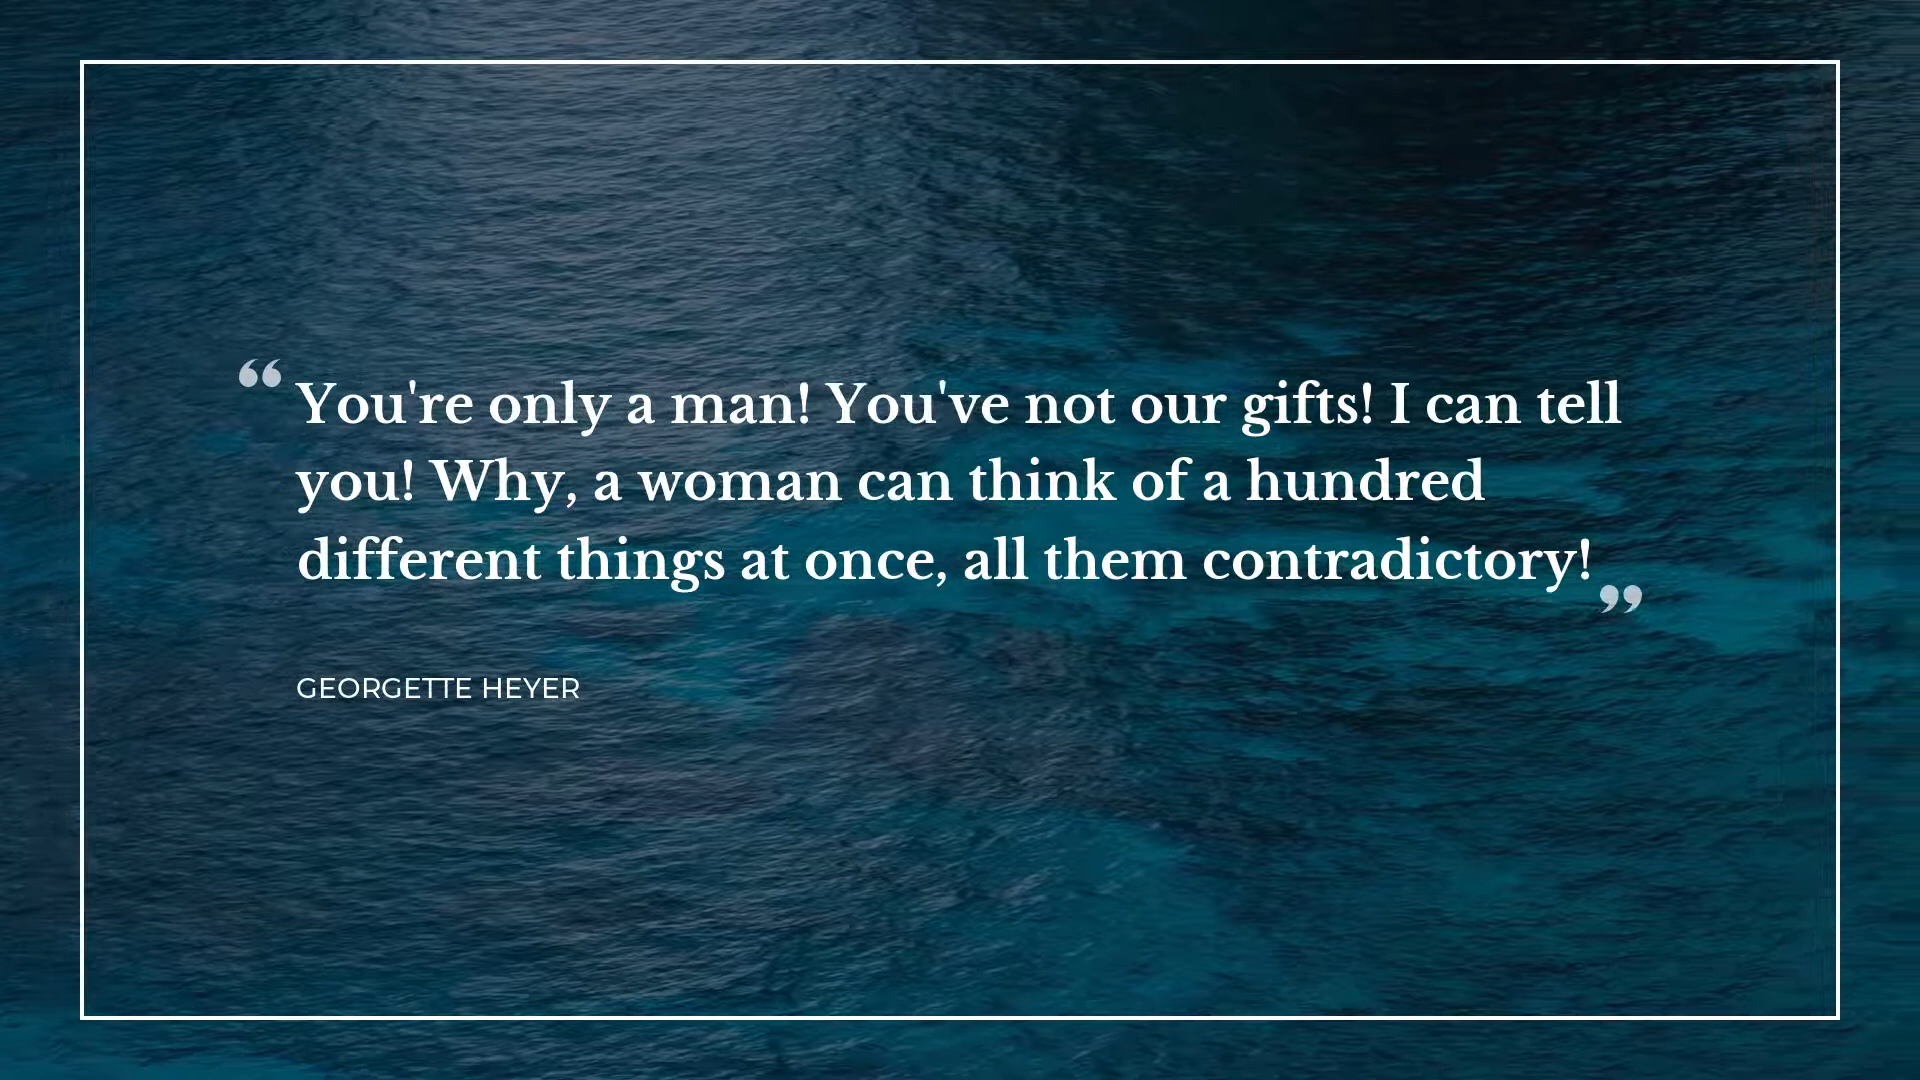 “You're only a man! You've not our gifts! I can tell
you! Why, a woman can think of a hundred
different things at once, all them contradictory!”
GEORGETTE HEYER